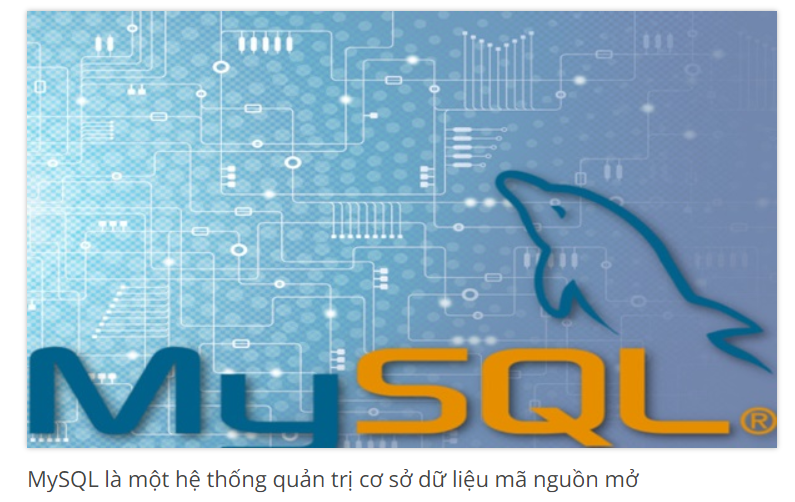 MySQL®
MySQL là một hệ thống quản trị cơ sở dữ liệu mã nguồn mở